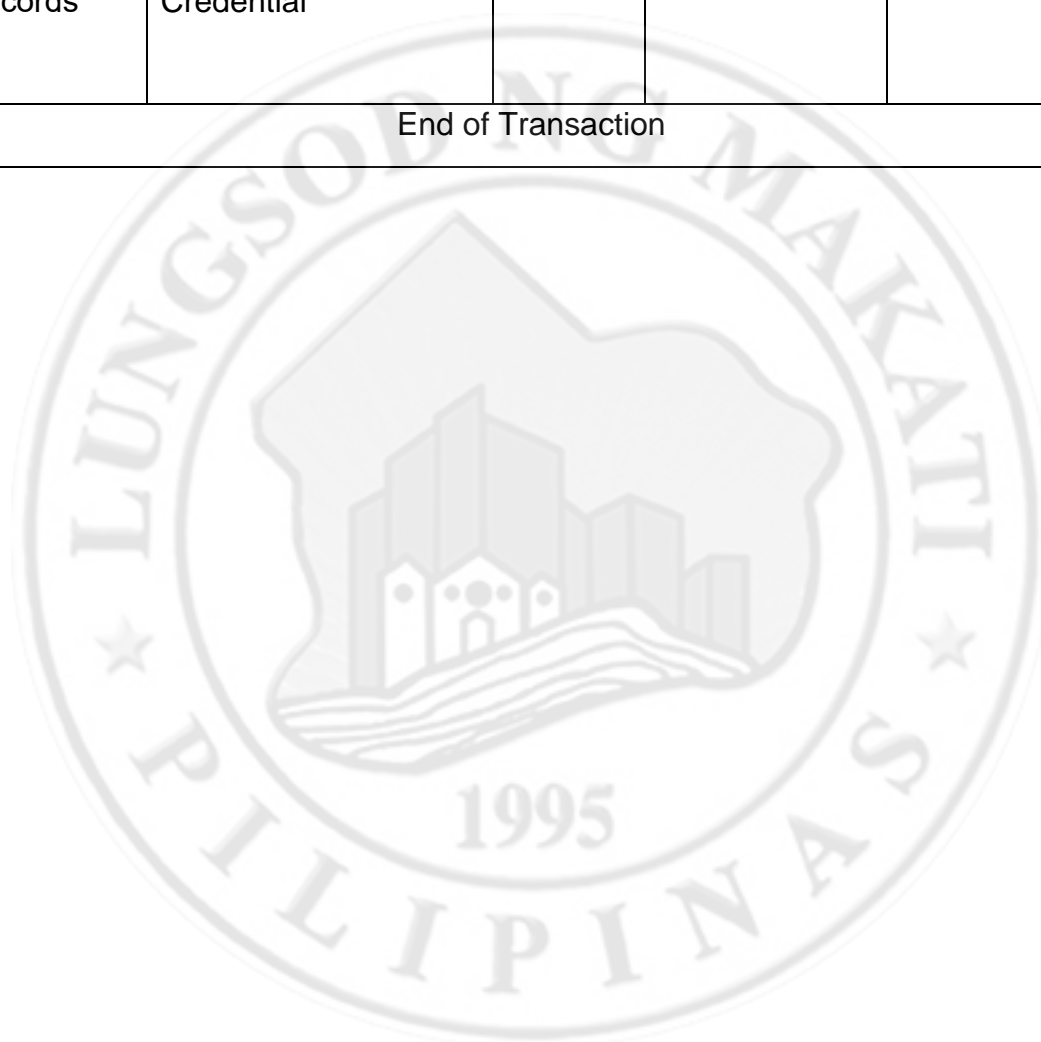 cords Credential
End of Transaction
LUNGSOD NG MAKATI
1995
PILIPINAS